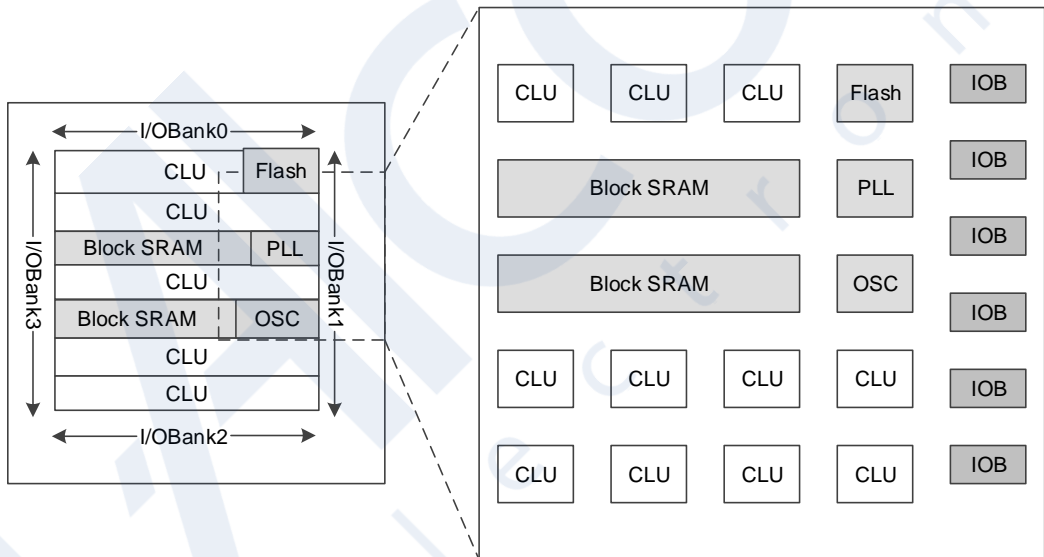 I/OBank0
CLU Flash
CLU
Block SRAM PLL
CLU
Block SRAM OSC
CLU
CLU
I/OBank3
I/OBank1
I/OBank2
CLU CLU CLU Flash IOB
IOB
Block SRAM PLL
IOB
Block SRAM OSC
IOB
CLU CLU CLU CLU IOB
CLU CLU CLU CLU IOB